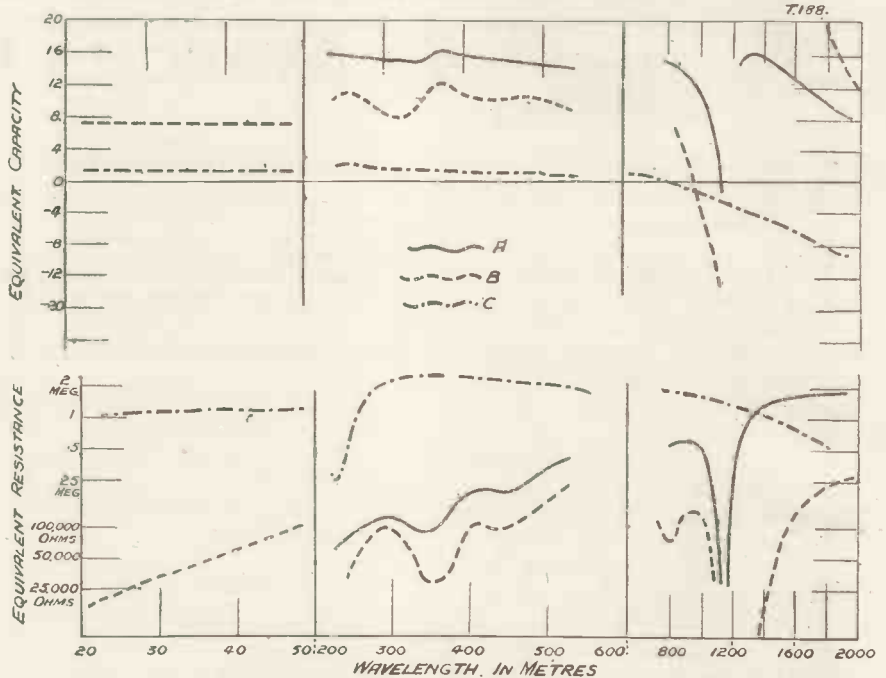 T.188.
EQUIVALENT CAPACITY
20
16
12
8
4
0
-4
-8
-12
-20
A
B
C
EQUIVALENT RESISTANCE
2
MEG.
1
.5
.25
MEG
100,000
OHMS
50,000
25,000
OHMS
20 30 40 50 200 300 400 500 600 800 1200 1600 2000
WAVELENGTH. IN METRES